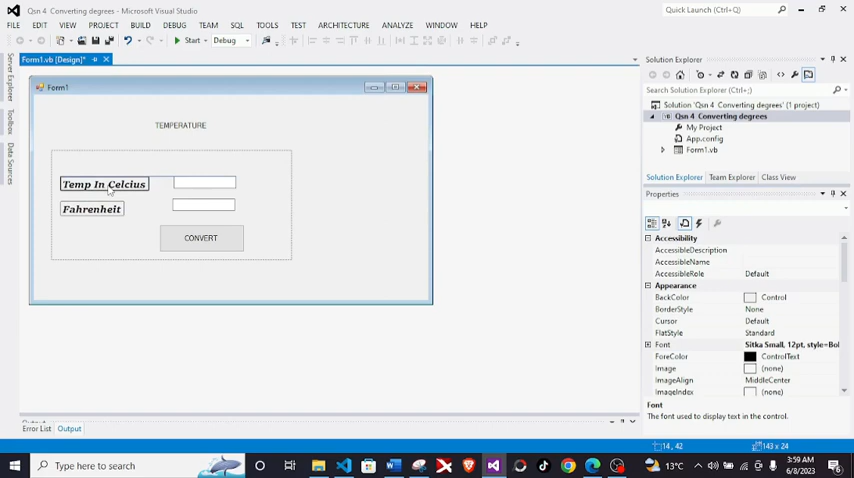 Qsn 4 Converting degrees - Microsoft Visual Studio
Quick Launch (Ctrl+;)
FILE EDIT VIEW PROJECT BUILD DEBUG TEAM SQL TOOLS TEST ARCHITECTURE ANALYZE WINDOW HELP
Start Debug
Form1.vb [Design]*
Server Explorer
Toolbox
Data Sources
Form1
TEMPERATURE
Temp In Celcius
Fahrenheit
CONVERT
Solution Explorer
Search Solution Explorer (Ctrl+;)
Solution 'Qsn 4 Converting degrees' (1 project)
Qsn 4 Converting degrees
My Project
App.config
Form1.vb
Solution Explorer Team Explorer Class View
Properties
Accessibility
AccessibleDescription
AccessibleName
AccessibleRole Default
Appearance
BackColor Control
BorderStyle None
Cursor Default
FlatStyle Standard
Font Sitka Small, 12pt, style=Bol
ForeColor ControlText
Image (none)
ImageAlign MiddleCenter
ImageIndex (none)
Font
The font used to display text in the control.
Output
Error List Output
14 , 42 143 x 24
Type here to search
13°C
3:59 AM
6/8/2023